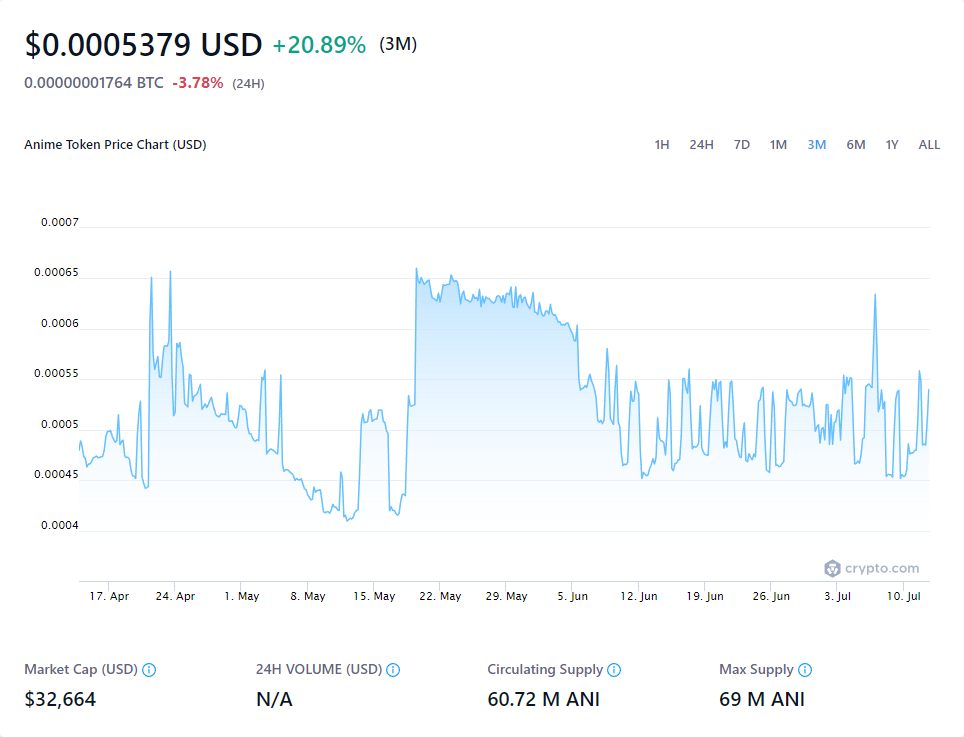 $0.0005379 USD +20.89% (3M)
0.00000001764 BTC -3.78% (24H)
Anime Token Price Chart (USD) 1H 24H 7D 1M 3M 6M 1Y ALL
0.0007
0.00065
0.0006
0.00055
0.0005
0.00045
0.0004
crypto.com
17. Apr 24. Apr 1. May 8. May 15. May 22. May 29. May 5. Jun 12. Jun 19. Jun 26. Jun 3. Jul 10. Jul
Market Cap (USD) 24H VOLUME (USD) Circulating Supply Max Supply
$32,664 N/A 60.72 M ANI 69 M ANI